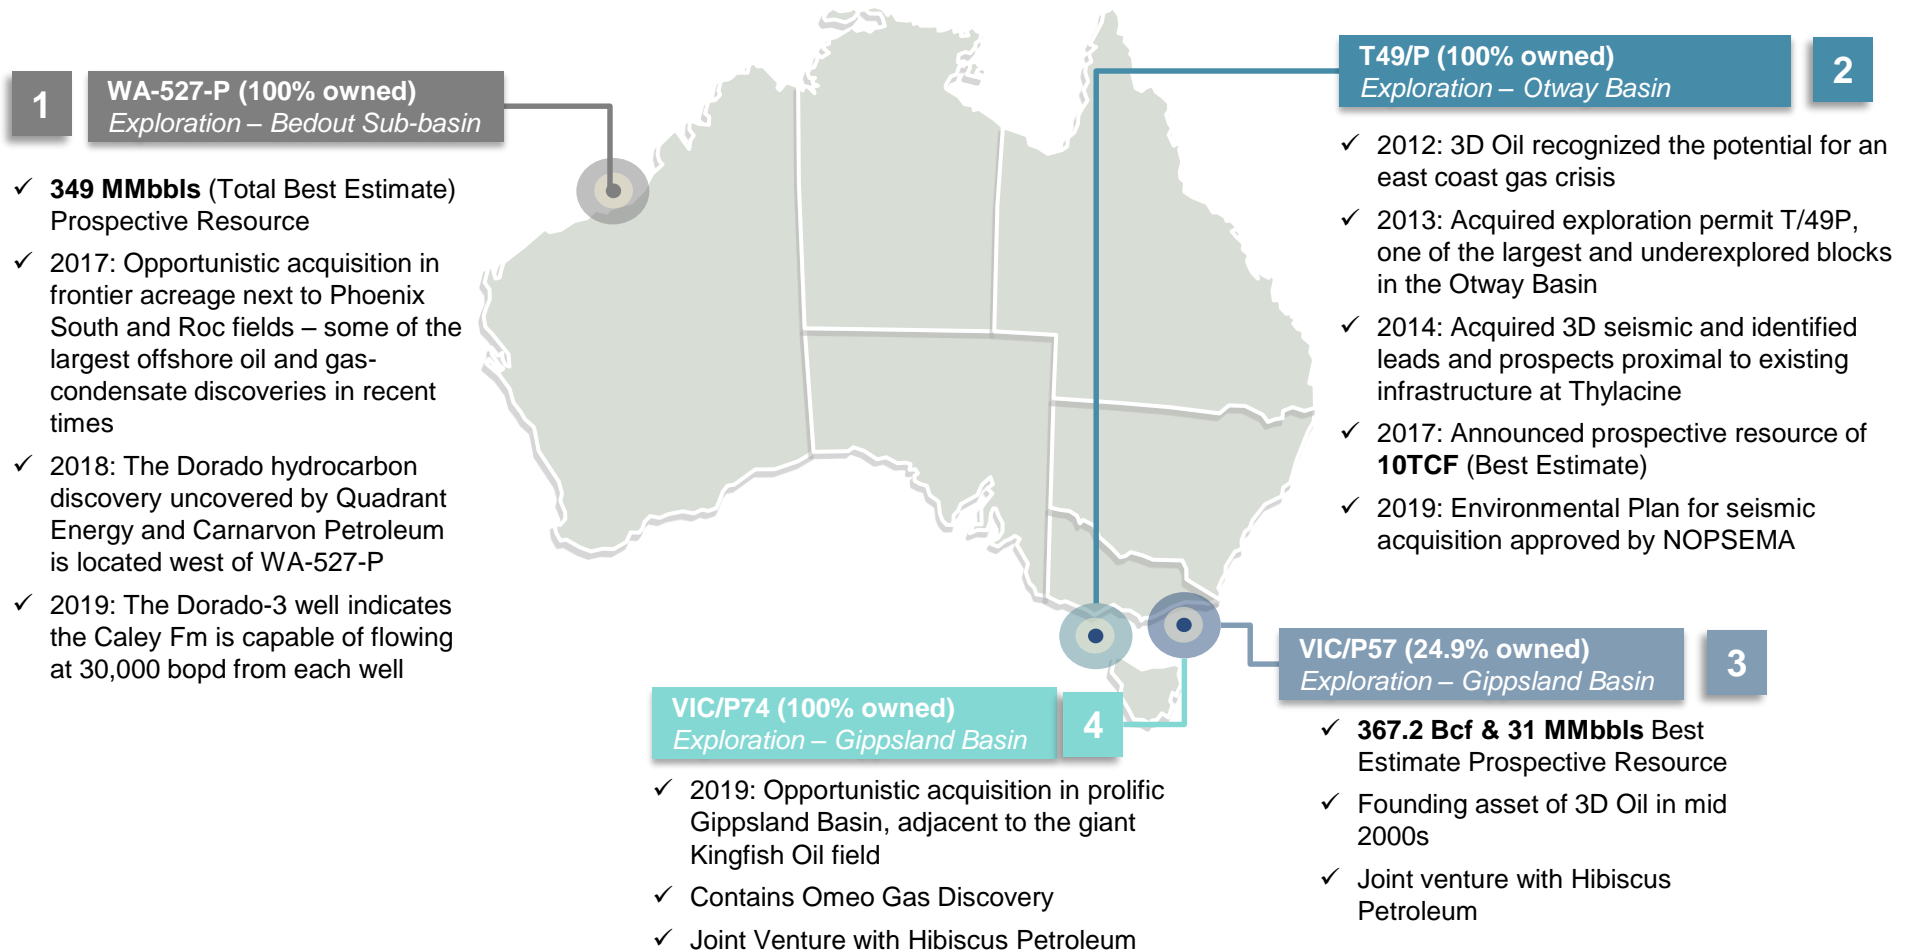 1
WA-527-P (100% owned)
Exploration – Bedout Sub-basin
✓ 349 MMbbls (Total Best Estimate)
Prospective Resource
✓ 2017: Opportunistic acquisition in
frontier acreage next to Phoenix
South and Roc fields – some of the
largest offshore oil and gas-
condensate discoveries in recent
times
✓ 2018: The Dorado hydrocarbon
discovery uncovered by Quadrant
Energy and Carnarvon Petroleum
is located west of WA-527-P
✓ 2019: The Dorado-3 well indicates
the Caley Fm is capable of flowing
at 30,000 bopd from each well
T49/P (100% owned)
Exploration – Otway Basin
2
✓ 2012: 3D Oil recognized the potential for an
east coast gas crisis
✓ 2013: Acquired exploration permit T/49P,
one of the largest and underexplored blocks
in the Otway Basin
✓ 2014: Acquired 3D seismic and identified
leads and prospects proximal to existing
infrastructure at Thylacine
✓ 2017: Announced prospective resource of
10TCF (Best Estimate)
✓ 2019: Environmental Plan for seismic
acquisition approved by NOPSEMA
VIC/P57 (24.9% owned)
Exploration – Gippsland Basin
3
✓ 367.2 Bcf & 31 MMbbls Best
Estimate Prospective Resource
✓ Founding asset of 3D Oil in mid
2000s
✓ Joint venture with Hibiscus
Petroleum
VIC/P74 (100% owned)
Exploration – Gippsland Basin
4
✓ 2019: Opportunistic acquisition in prolific
Gippsland Basin, adjacent to the giant
Kingfish Oil field
✓ Contains Omeo Gas Discovery
✓ Joint Venture with Hibiscus Petroleum